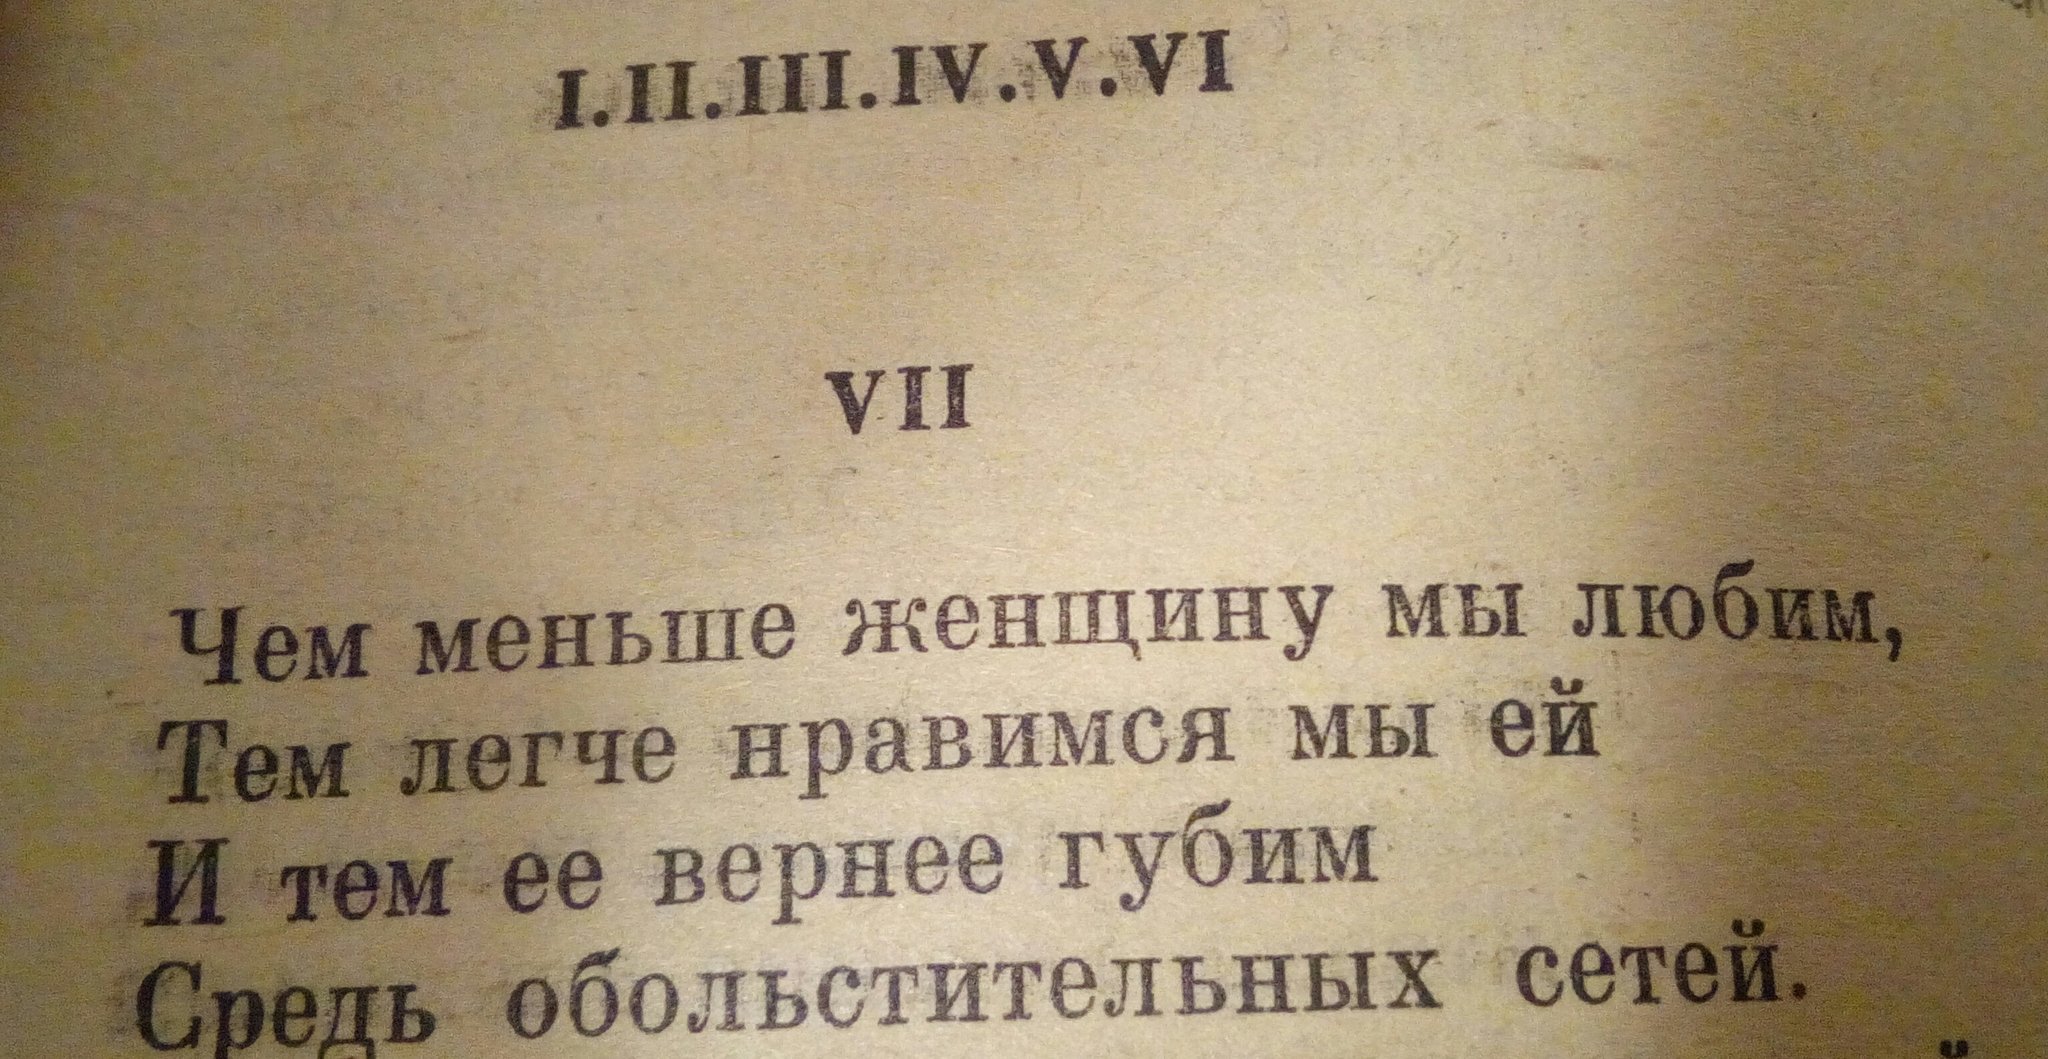 I.II.III.IV.V.VI
VII
Чем меньше женщину мы любим,
Тем легче нравимся мы ей
И тем ее вернее губим
Средь обольстительных сетей.